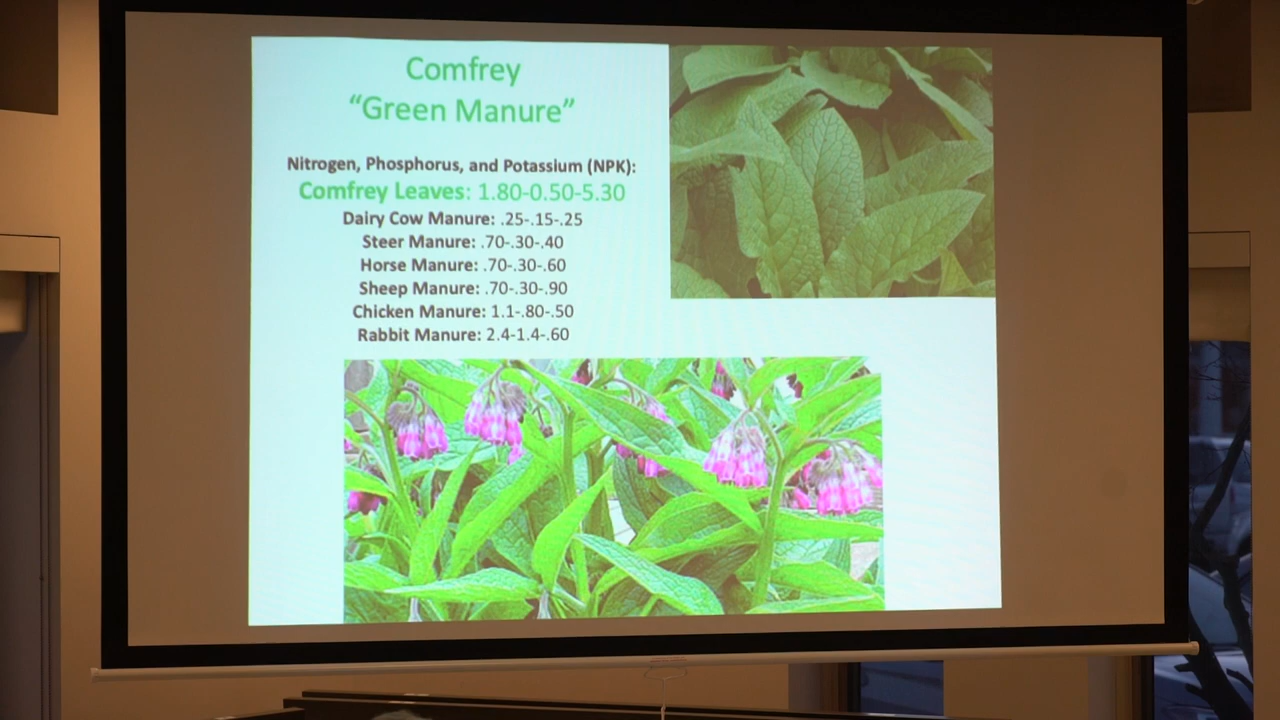 Comfrey
“Green Manure”
Nitrogen, Phosphorus, and Potassium (NPK):
Comfrey Leaves: 1.80-0.50-5.30
Dairy Cow Manure: .25-.15-.25
Steer Manure: .70-.30-.40
Horse Manure: .70-.30-.60
Sheep Manure: .70-.30-.90
Chicken Manure: 1.1-.80-.50
Rabbit Manure: 2.4-1.4-.60